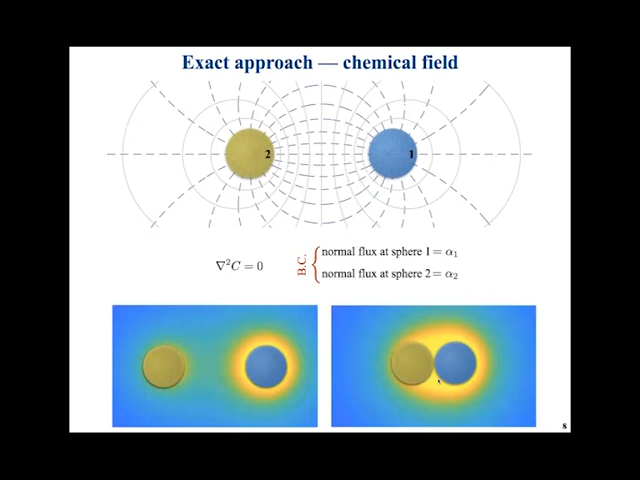 Exact approach — chemical field
2
1
∇²C = 0
B.C.
normal flux at sphere 1 = α₁
normal flux at sphere 2 = α₂
8